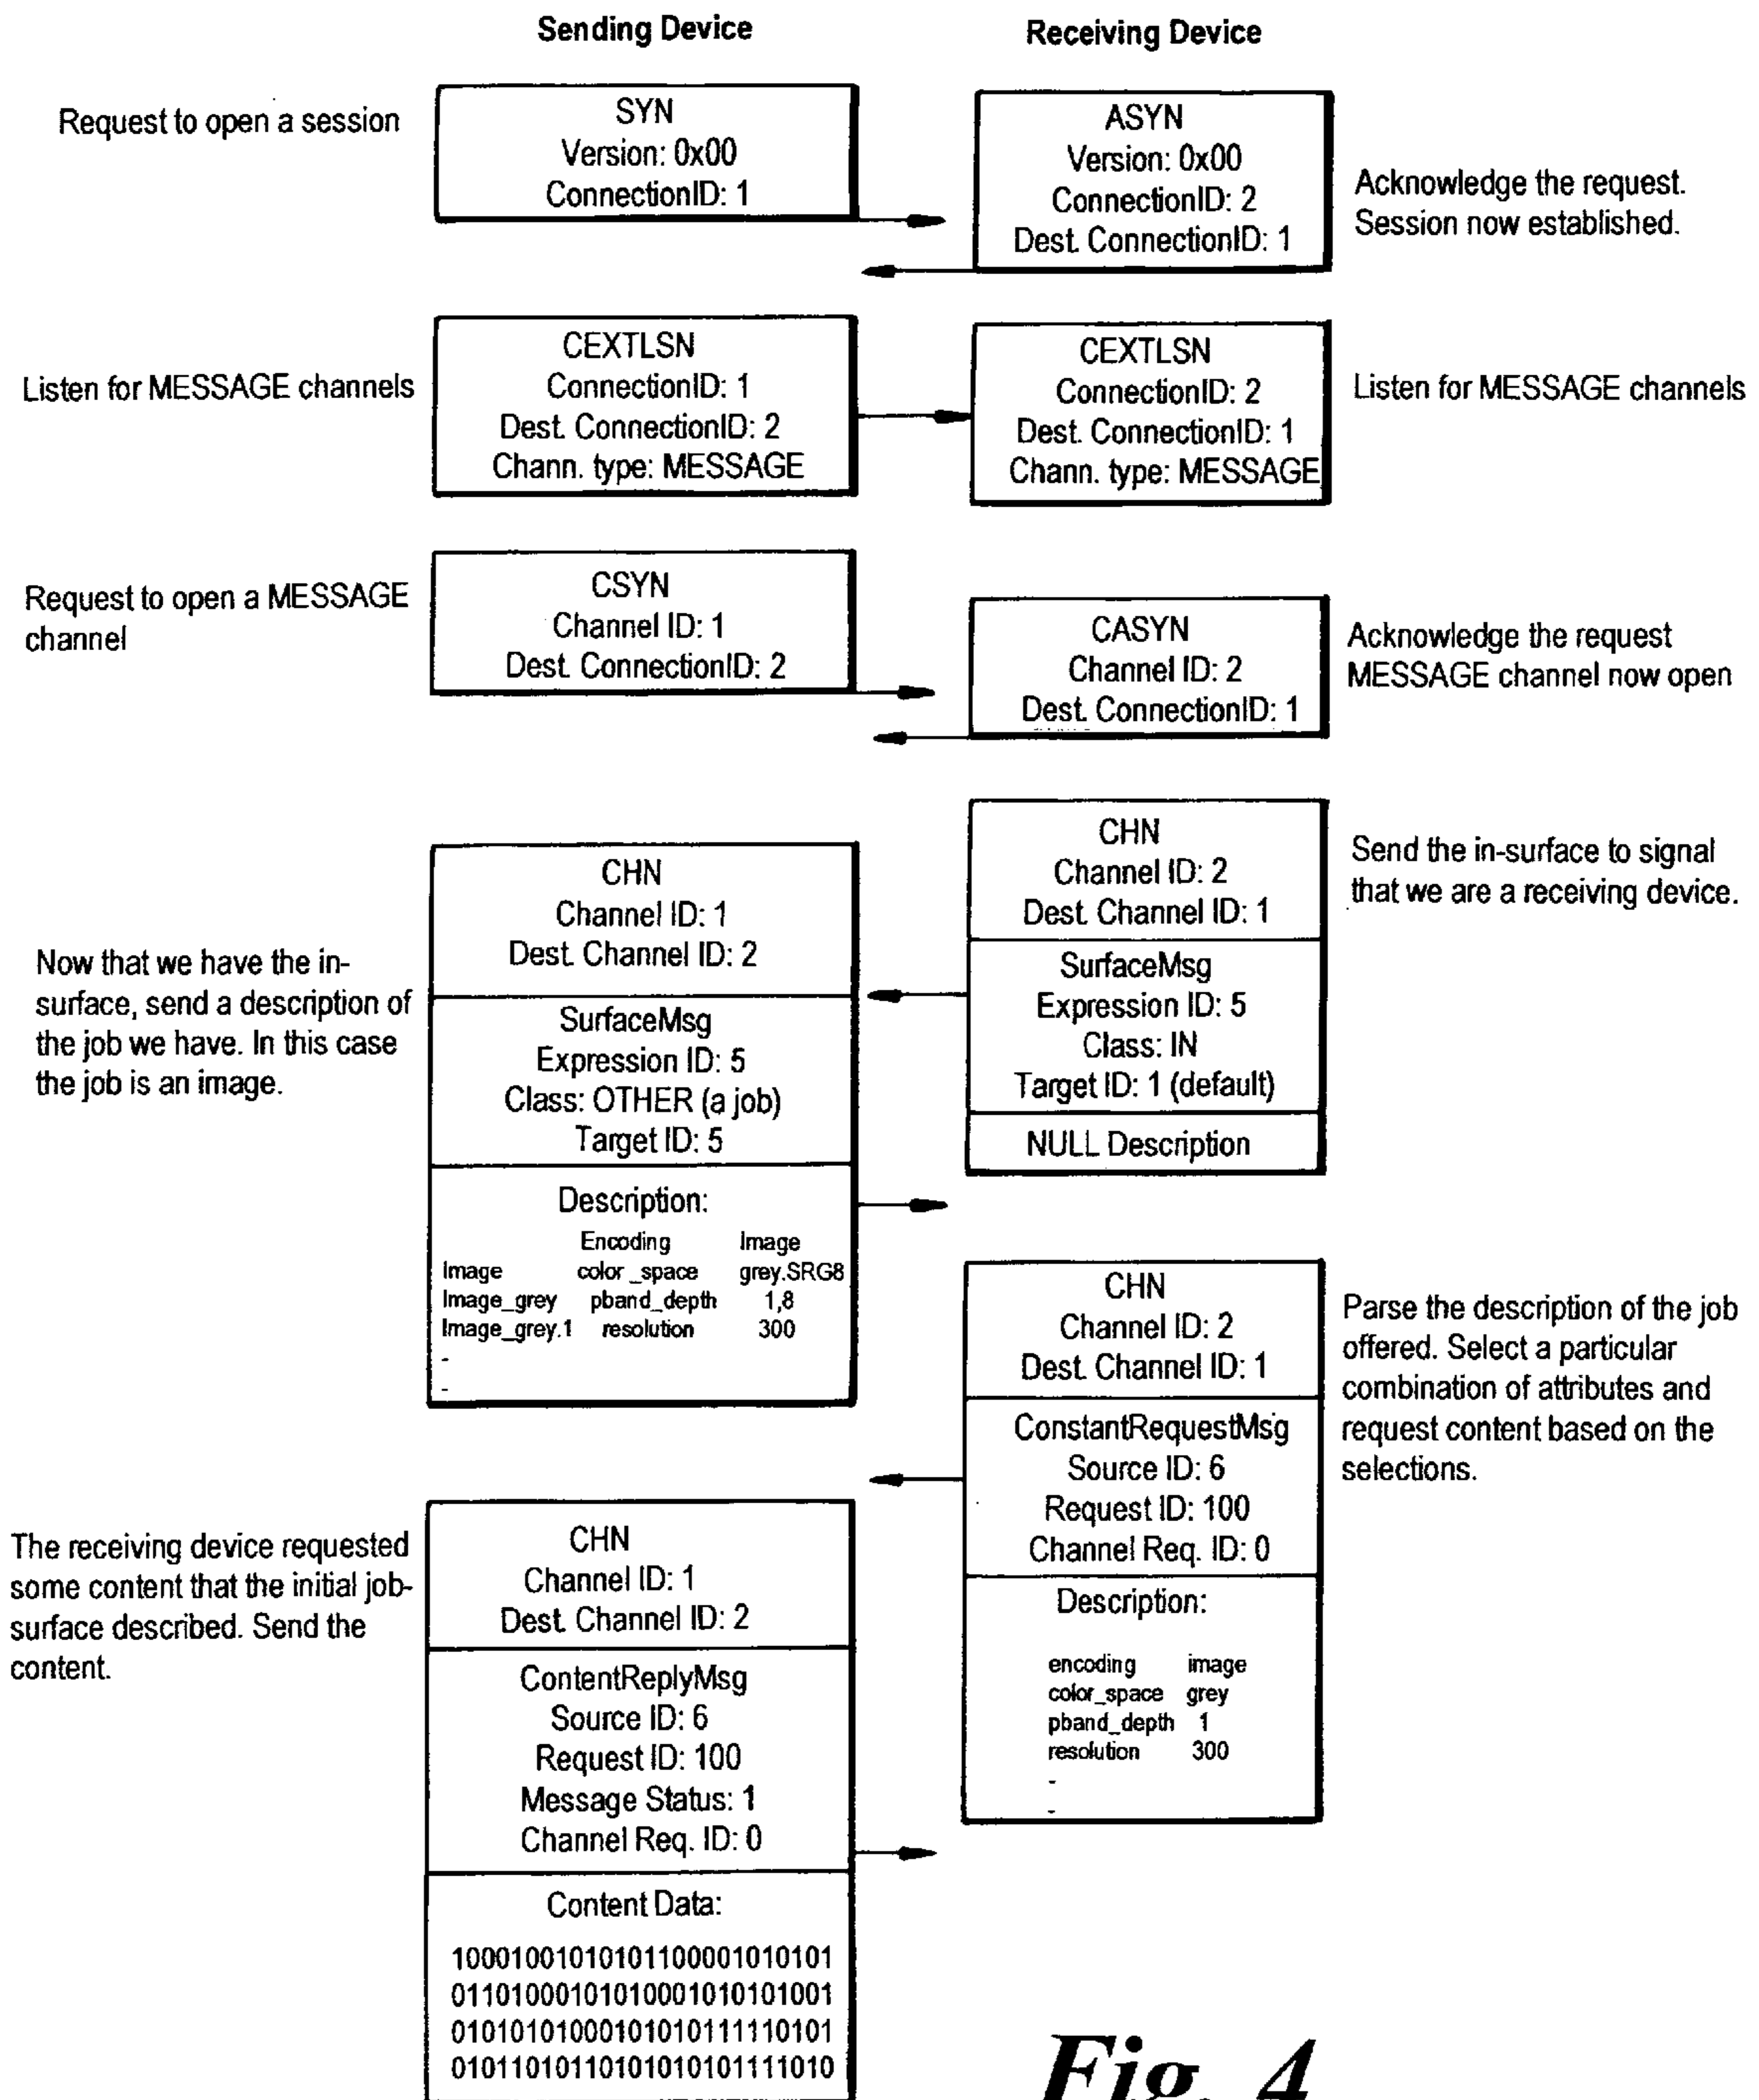 Sending Device
Receiving Device
Request to open a session
SYN
Version: 0x00
ConnectionID: 1
ASYN
Version: 0x00
ConnectionID: 2
Dest. ConnectionID: 1
Acknowledge the request.
Session now established.
Listen for MESSAGE channels
CEXTLSN
ConnectionID: 1
Dest. ConnectionID: 2
Chann. type: MESSAGE
CEXTLSN
ConnectionID: 2
Dest. ConnectionID: 1
Chann. type: MESSAGE
Listen for MESSAGE channels
Request to open a MESSAGE
channel
CSYN
Channel ID: 1
Dest. ConnectionID: 2
CASYN
Channel ID: 2
Dest. ConnectionID: 1
Acknowledge the request
MESSAGE channel now open
CHN
Channel ID: 2
Dest. Channel ID: 1
SurfaceMsg
Expression ID: 5
Class: IN
Target ID: 1 (default)
NULL Description
Send the in-surface to signal
that we are a receiving device.
Now that we have the in-
surface, send a description of
the job we have. In this case
the job is an image.
CHN
Channel ID: 1
Dest. Channel ID: 2
SurfaceMsg
Expression ID: 5
Class: OTHER (a job)
Target ID: 5
Description:
Encoding Image
Image color_space grey.SRG8
Image_grey pband_depth 1,8
Image_grey.1 resolution 300
-
-
CHN
Channel ID: 2
Dest. Channel ID: 1
ConstantRequestMsg
Source ID: 6
Request ID: 100
Channel Req. ID: 0
Description:
encoding image
color_space grey
pband_depth 1
resolution 300
-
-
Parse the description of the job
offered. Select a particular
combination of attributes and
request content based on the
selections.
The receiving device requested
some content that the initial job-
surface described. Send the
content.
CHN
Channel ID: 1
Dest. Channel ID: 2
ContentReplyMsg
Source ID: 6
Request ID: 100
Message Status: 1
Channel Req. ID: 0
Content Data:
1000100101010110000101010​1
0110100010101000101010100​1
0101010100010101011111010​1
0101101011010101010111101​0
Fig. 4